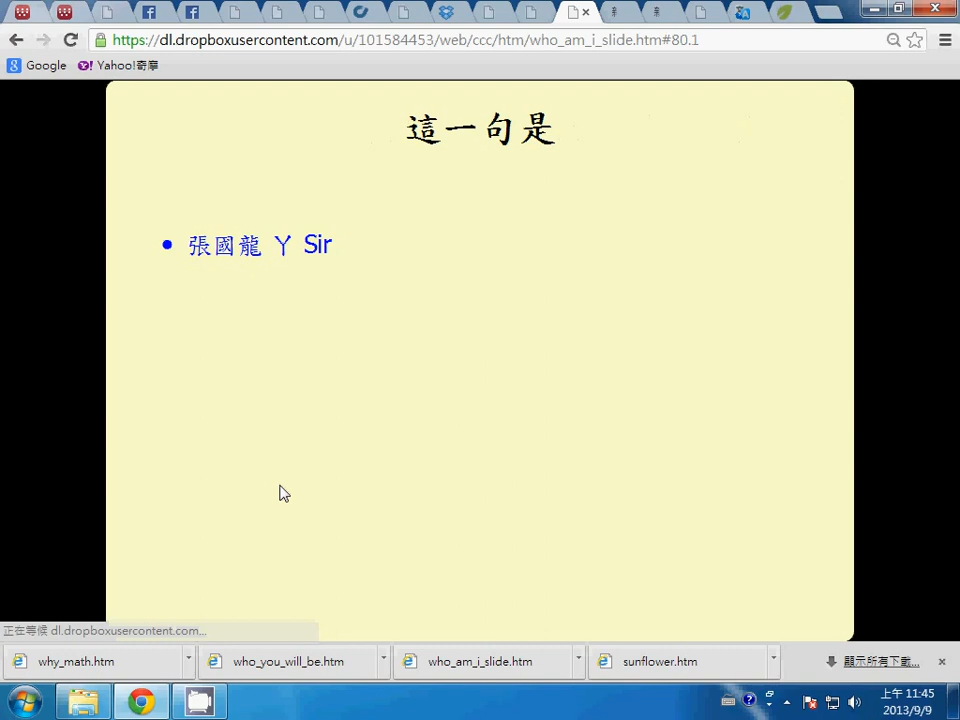 https://dl.dropboxusercontent.com/u/101584453/web/ccc/htm/who_am_i_slide.htm#80.1
Google Yahoo!奇摩
這一句是
• 張國龍 丫 Sir
正在等候 dl.dropboxusercontent.com...
why_math.htm who_you_will_be.htm who_am_i_slide.htm sunflower.htm 顯示所有下載...
上午 11:45
2013/9/9